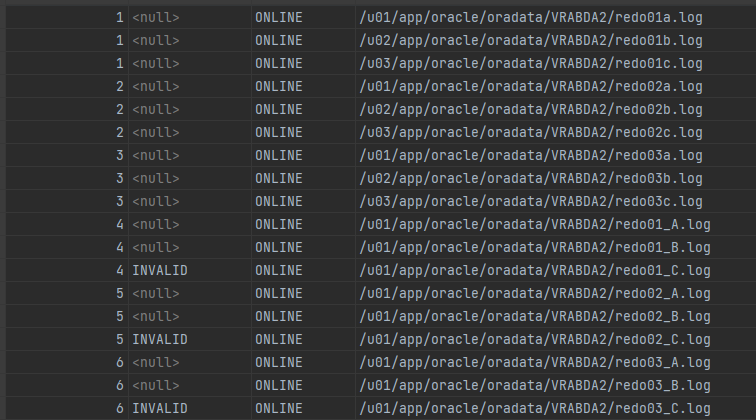 1 <null> ONLINE /u01/app/oracle/oradata/VRABDA2/redo01a.log
1 <null> ONLINE /u02/app/oracle/oradata/VRABDA2/redo01b.log
1 <null> ONLINE /u03/app/oracle/oradata/VRABDA2/redo01c.log
2 <null> ONLINE /u01/app/oracle/oradata/VRABDA2/redo02a.log
2 <null> ONLINE /u02/app/oracle/oradata/VRABDA2/redo02b.log
2 <null> ONLINE /u03/app/oracle/oradata/VRABDA2/redo02c.log
3 <null> ONLINE /u01/app/oracle/oradata/VRABDA2/redo03a.log
3 <null> ONLINE /u02/app/oracle/oradata/VRABDA2/redo03b.log
3 <null> ONLINE /u03/app/oracle/oradata/VRABDA2/redo03c.log
4 <null> ONLINE /u01/app/oracle/oradata/VRABDA2/redo01_A.log
4 <null> ONLINE /u01/app/oracle/oradata/VRABDA2/redo01_B.log
4 INVALID ONLINE /u01/app/oracle/oradata/VRABDA2/redo01_C.log
5 <null> ONLINE /u01/app/oracle/oradata/VRABDA2/redo02_A.log
5 <null> ONLINE /u01/app/oracle/oradata/VRABDA2/redo02_B.log
5 INVALID ONLINE /u01/app/oracle/oradata/VRABDA2/redo02_C.log
6 <null> ONLINE /u01/app/oracle/oradata/VRABDA2/redo03_A.log
6 <null> ONLINE /u01/app/oracle/oradata/VRABDA2/redo03_B.log
6 INVALID ONLINE /u01/app/oracle/oradata/VRABDA2/redo03_C.log